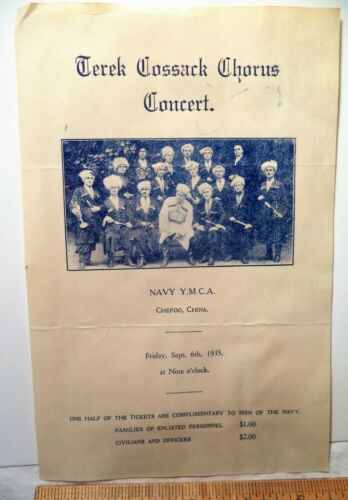 Terek Cossack Chorus
Concert.
NAVY Y.M.C.A.
CHEFOO, CHINA.
Friday, Sept. 6th, 1935.
at Nine o'clock.
ONE HALF OF THE TICKETS ARE COMPLIMENTARY TO MEN OF THE NAVY.
FAMILIES OF ENLISTED PERSONNEL $1.00
CIVILIANS AND OFFICERS $2.00